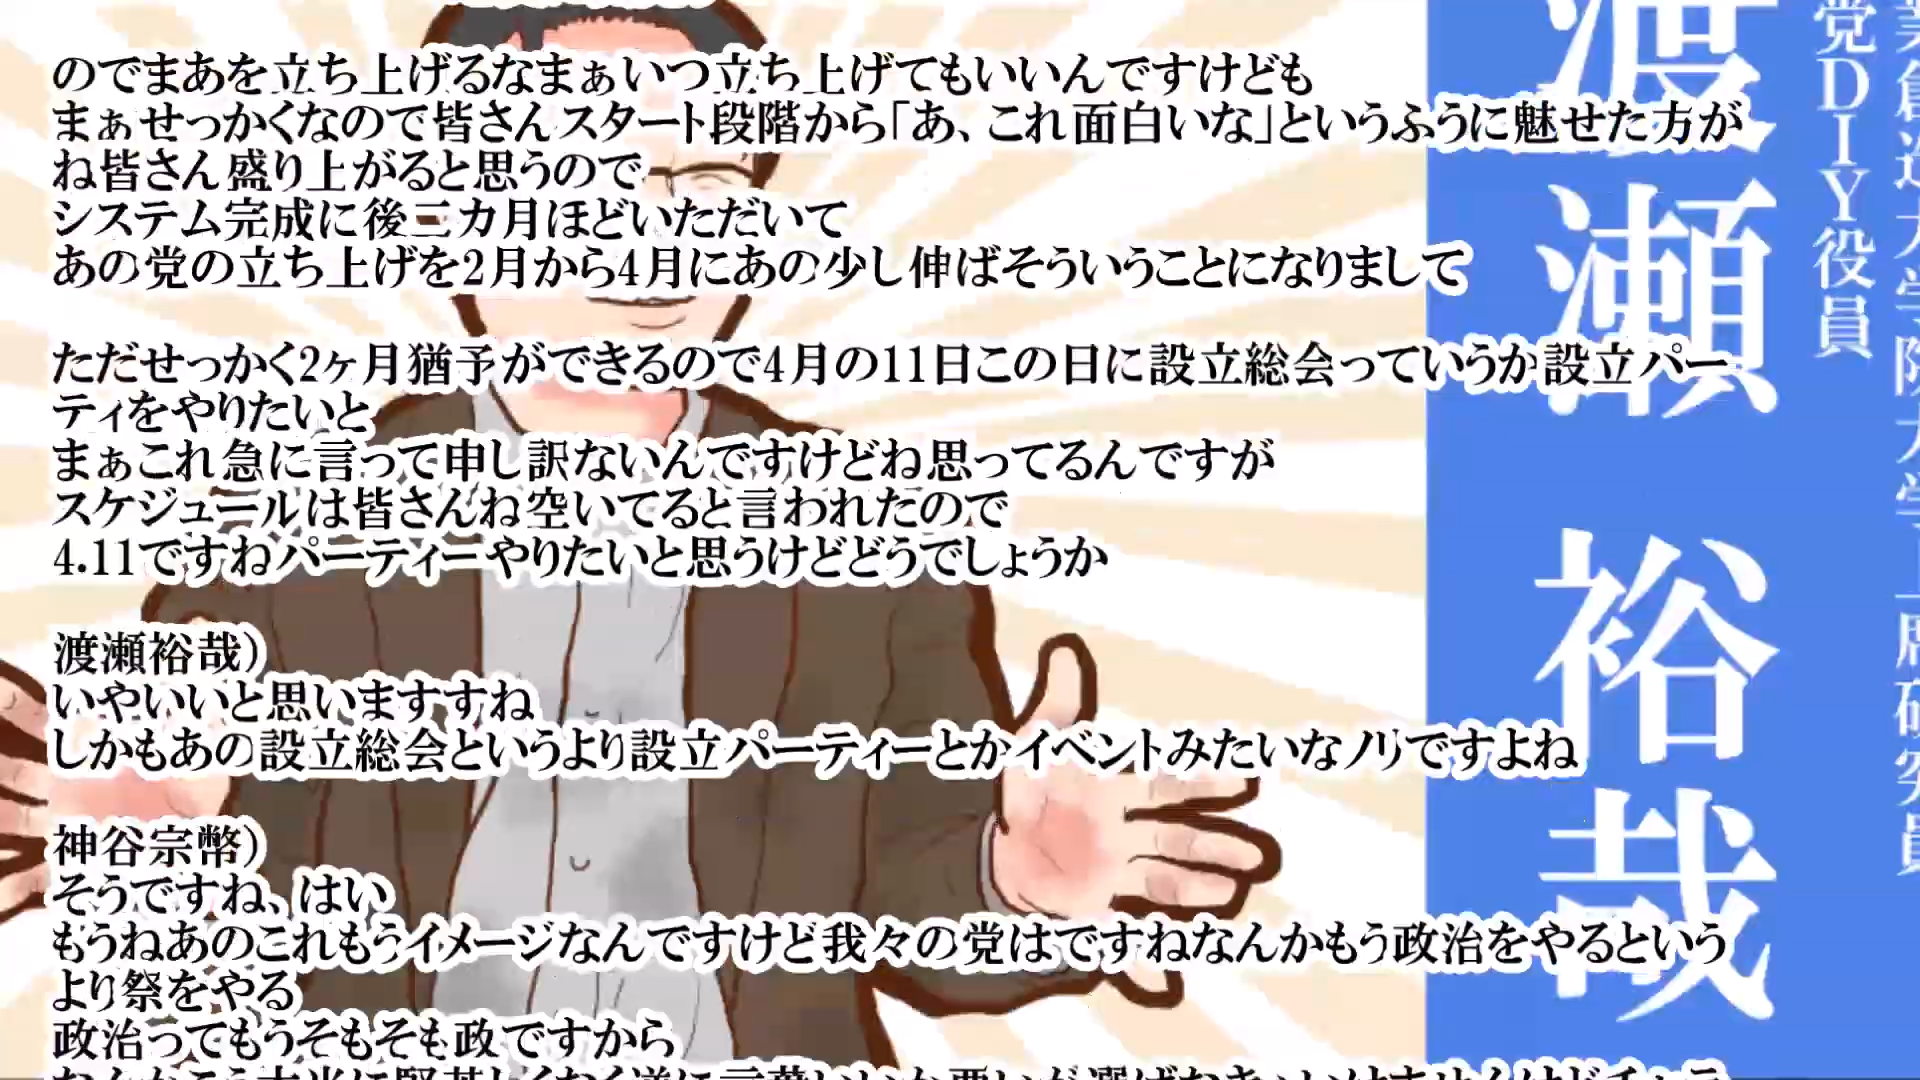 のでまあを立ち上げるなまぁいつ立ち上げてもいいんですけども
まぁせっかくなので皆さんスタート段階から「あ、これ面白いな」というふうに魅せた方が
ね皆さん盛り上がると思うので
システム完成に後三カ月ほどいただいて
あの党の立ち上げを2月から4月にあの少し伸ばそういうことになりまして
ただせっかく2ヶ月猶予ができるので4月の11日この日に設立総会っていうか設立パー
ティをやりたいと
まぁこれ急に言って申し訳ないんですけどね思ってるんですが
スケジュールは皆さんね空いてると言われたので
4.11ですねパーティーやりたいと思うけどどうでしょうか
渡瀬裕哉）
いやいいと思いますすね
しかもあの設立総会というより設立パーティーとかイベントみたいなノリですよね
神谷宗幣）
そうですね、はい
もうねあのこれもうイメージなんですけど我々の党はですねなんかもう政治をやるという
より祭をやる
政治ってもうそもそも政ですから
業創造大学院大学上席研究員
党DIY役員
渡瀬 裕哉